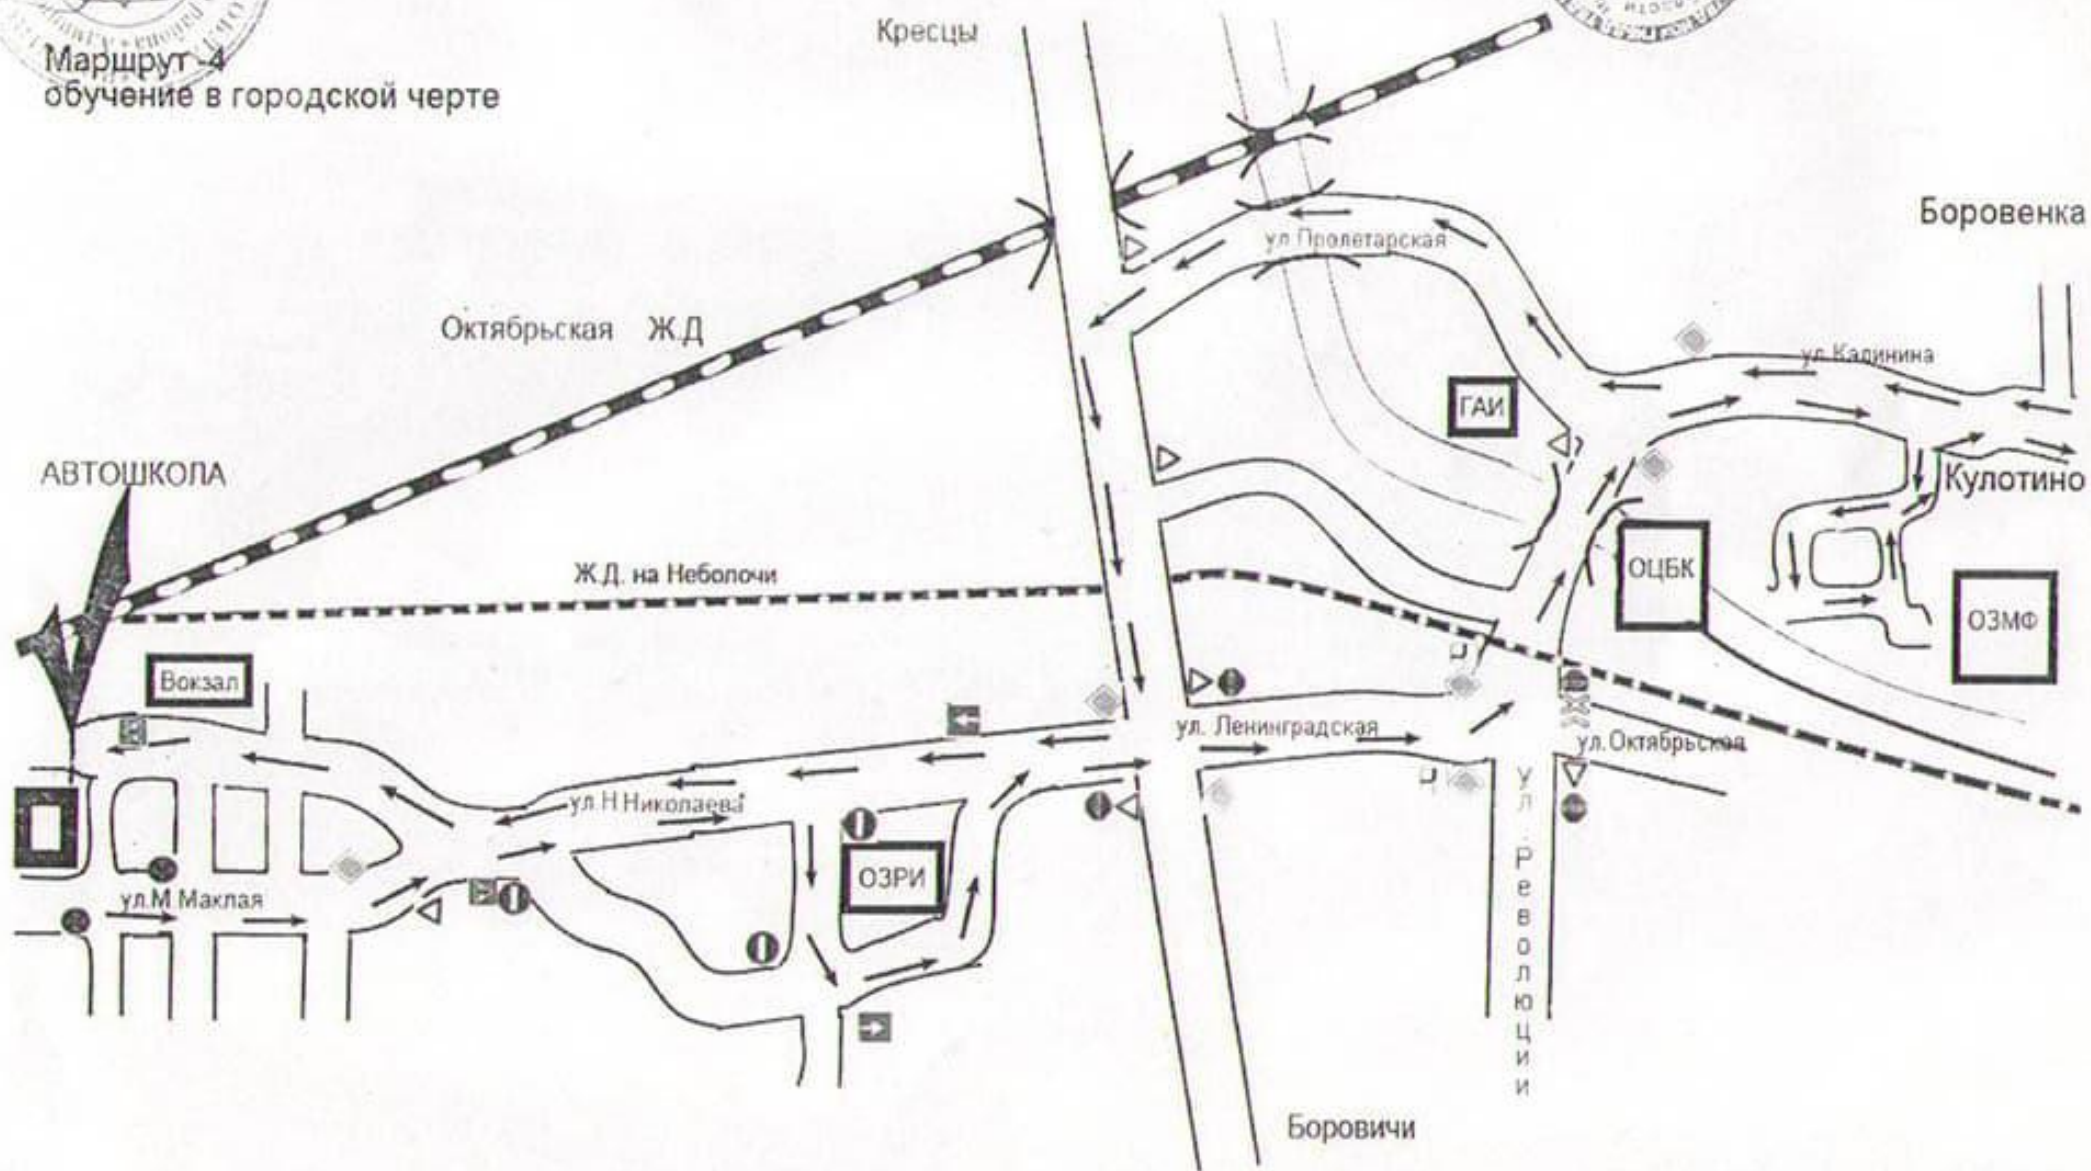 Маршрут -4
обучение в городской черте
Кресцы
Боровенка
ул Пролетарская
Октябрьская Ж.Д
ул.Калинина
ГАИ
АВТОШКОЛА
Кулотино
Ж.Д. на Неболочи
ОЦБК
ОЗМФ
Вокзал
ул. Ленинградская
ул.Октябрьская
ул.Н Николаева
ул. Революции
ОЗРИ
ул.М Маклая
Боровичи